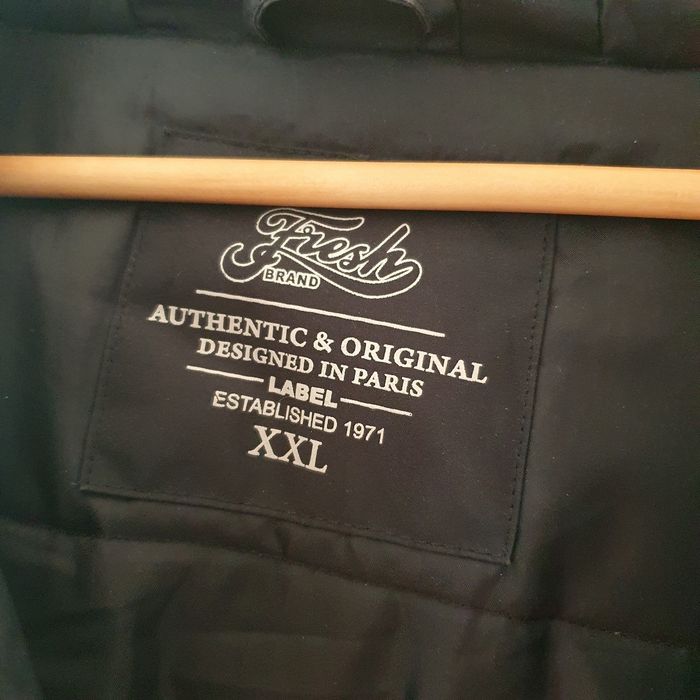 Fresh
BRAND
AUTHENTIC & ORIGINAL
DESIGNED IN PARIS
LABEL
ESTABLISHED 1971
XXL